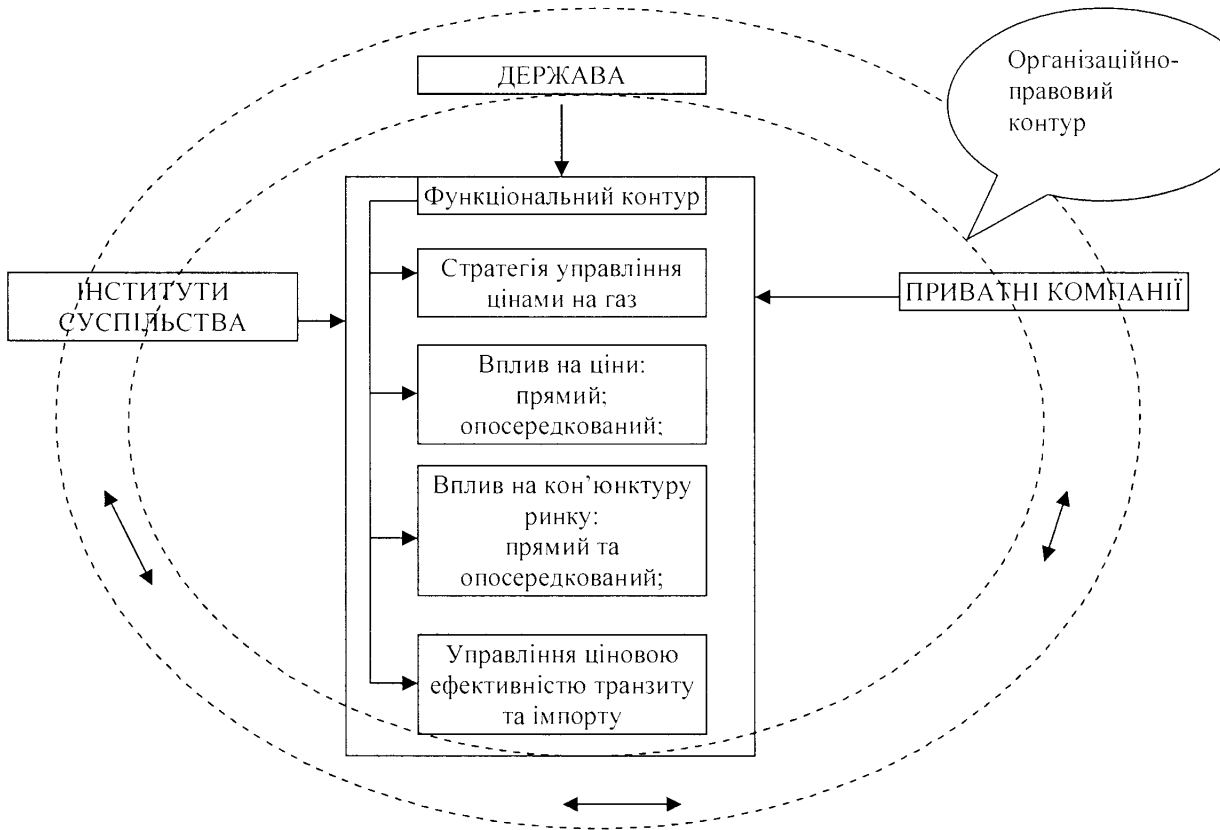 ДЕРЖАВА
Організаційно-
правовий
контур
Функціональний контур
Стратегія управління
цінами на газ
ІНСТИТУТИ
СУСПІЛЬСТВА
ПРИВАТНІ КОМПАНІЇ
Вплив на ціни:
прямий;
опосередкований;
Вплив на кон’юнктуру
ринку:
прямий та
опосередкований;
Управління ціновою
ефективністю транзиту
та імпорту